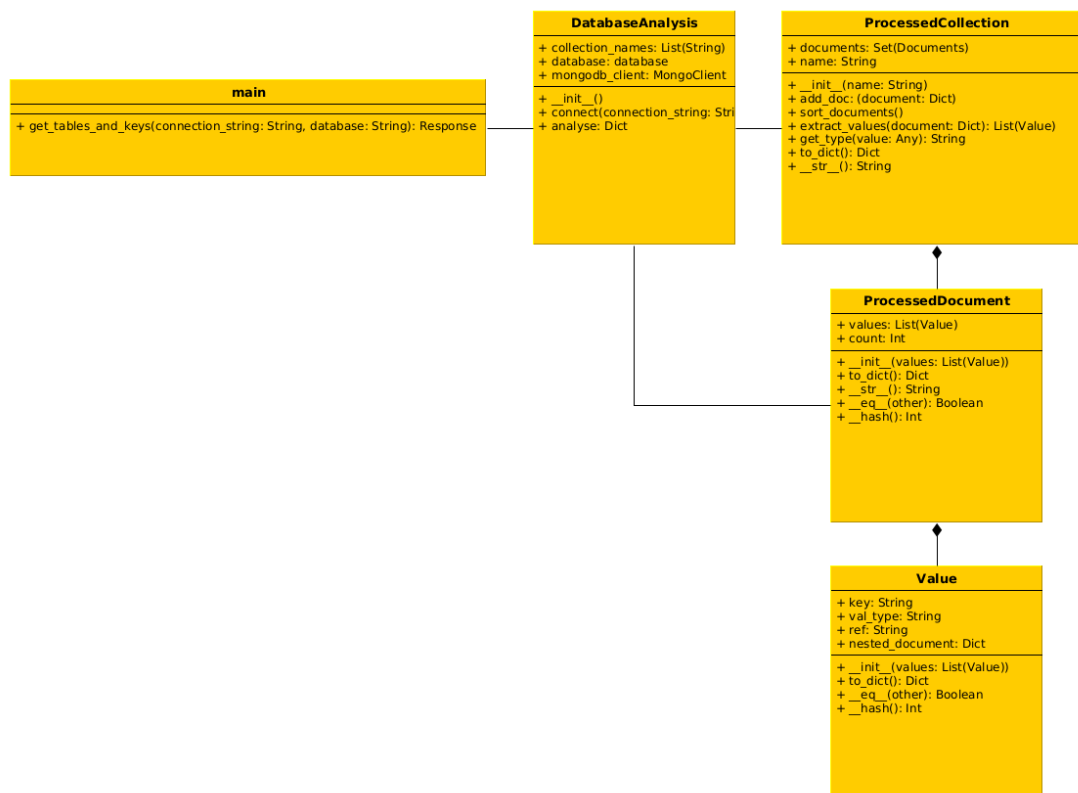 main
+ get_tables_and_keys(connection_string: String, database: String): Response
DatabaseAnalysis
+ collection_names: List(String)
+ database: database
+ mongodb_client: MongoClient
+ __init__()
+ connect(connection_string: Stri
+ analyse: Dict
ProcessedCollection
+ documents: Set(Documents)
+ name: String
+ __init__(name: String)
+ add_doc: (document: Dict)
+ sort_documents()
+ extract_values(document: Dict): List(Value)
+ get_type(value: Any): String
+ to_dict(): Dict
+ __str__(): String
ProcessedDocument
+ values: List(Value)
+ count: Int
+ __init__(values: List(Value))
+ to_dict(): Dict
+ __str__(): String
+ __eq__(other): Boolean
+ __hash(): Int
Value
+ key: String
+ val_type: String
+ ref: String
+ nested_document: Dict
+ __init__(values: List(Value))
+ to_dict(): Dict
+ __eq__(other): Boolean
+ __hash(): Int